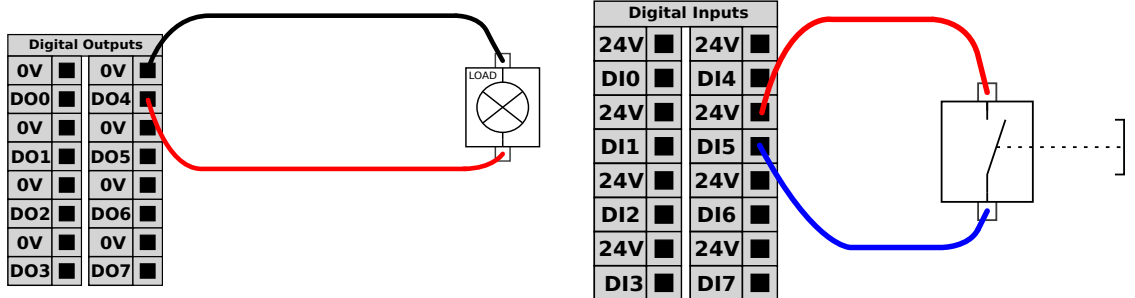 Digital Outputs
0V 0V
DO0 DO4
0V 0V
DO1 DO5
0V 0V
DO2 DO6
0V 0V
DO3 DO7
LOAD
Digital Inputs
24V 24V
DI0 DI4
24V 24V
DI1 DI5
24V 24V
DI2 DI6
24V 24V
DI3 DI7